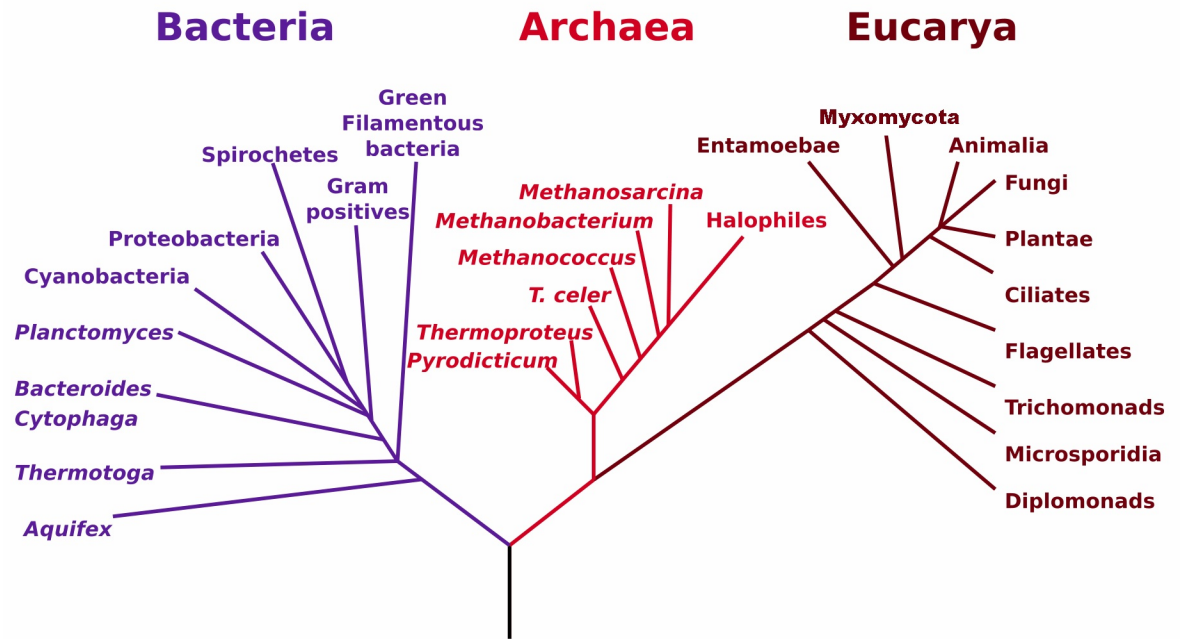 Bacteria
Archaea
Eucarya
Green
Filamentous
bacteria
Spirochetes
Gram
positives
Proteobacteria
Cyanobacteria
Planctomyces
Bacteroides
Cytophaga
Thermotoga
Aquifex
Methanosarcina
Methanobacterium
Halophiles
Methanococcus
T. celer
Thermoproteus
Pyrodicticum
Myxomycota
Entamoebae
Animalia
Fungi
Plantae
Ciliates
Flagellates
Trichomonads
Microsporidia
Diplomonads